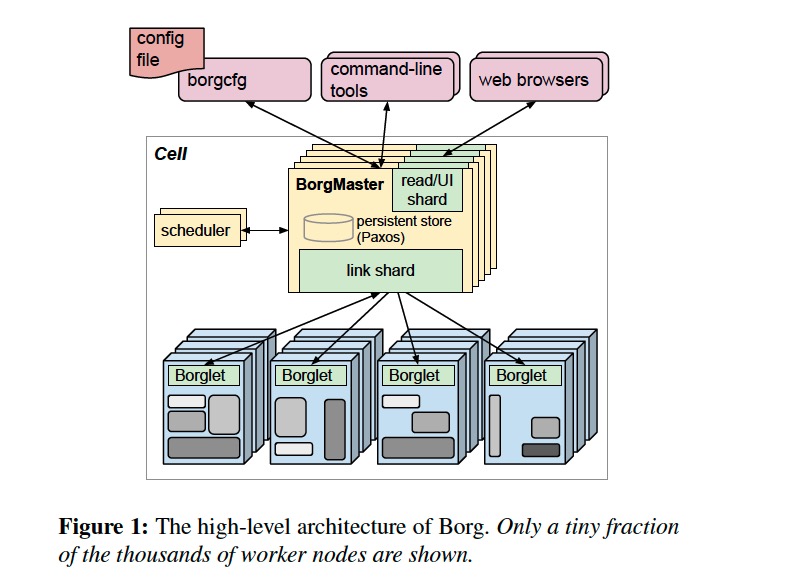 config
file
borgcfg
command-line
tools
web browsers
Cell
BorgMaster
read/UI
shard
scheduler
persistent store
(Paxos)
link shard
Borglet
Borglet
Borglet
Borglet
Figure 1: The high-level architecture of Borg. Only a tiny fraction
of the thousands of worker nodes are shown.